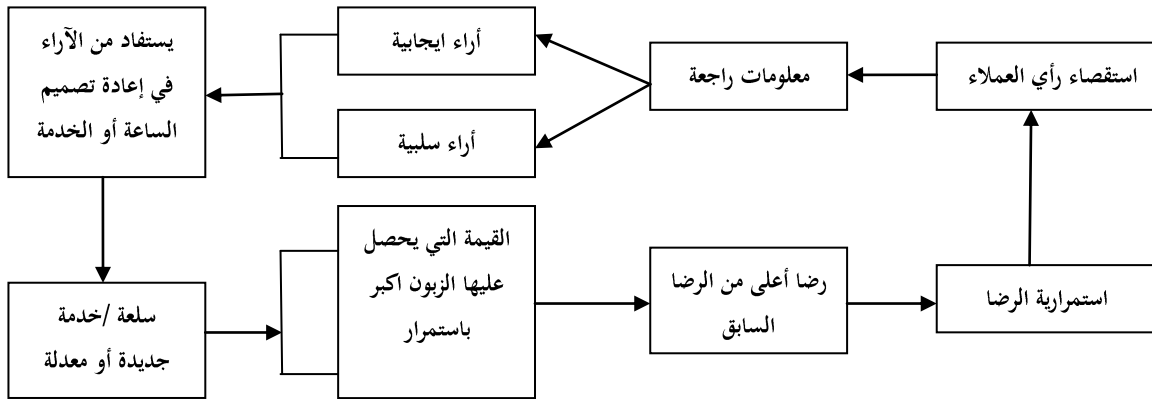 استقصاء رأي العملاء
معلومات راجعة
أراء ايجابية
أراء سلبية
يستفاد من الآراء
في إعادة تصميم
الساعة أو الخدمة
سلعة /خدمة
جديدة أو معدلة
القيمة التي يحصل
عليها الزبون اكبر
باستمرار
رضا أعلى من الرضا
السابق
استمرارية الرضا